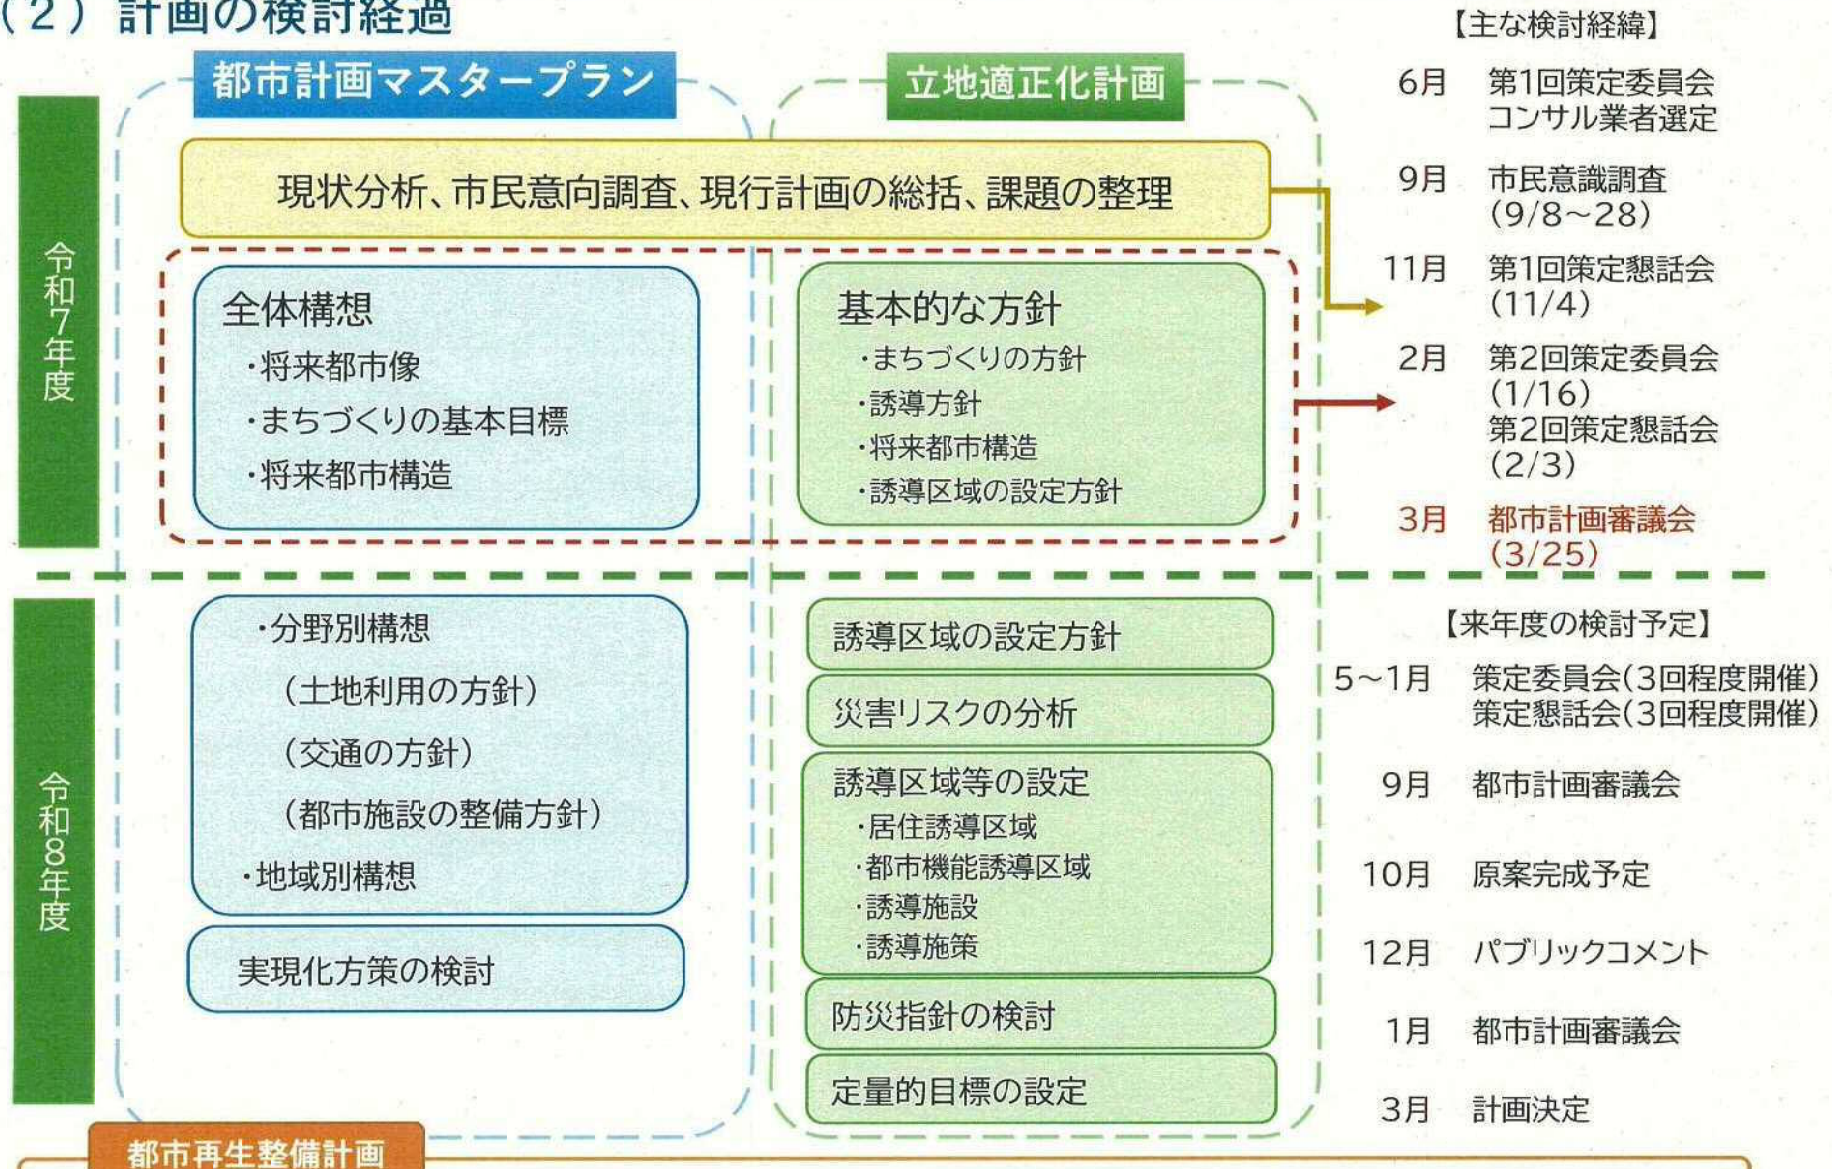 （２）計画の検討経過
都市計画マスタープラン
立地適正化計画
現状分析、市民意向調査、現行計画の総括、課題の整理
令和7年度
全体構想
・将来都市像
・まちづくりの基本目標
・将来都市構造
基本的な方針
・まちづくりの方針
・誘導方針
・将来都市構造
・誘導区域の設定方針
【主な検討経緯】
6月 第1回策定委員会
コンサル業者選定
9月 市民意識調査
(9/8～28)
11月 第1回策定懇話会
(11/4)
2月 第2回策定委員会
(1/16)
第2回策定懇話会
(2/3)
3月 都市計画審議会
(3/25)
令和8年度
・分野別構想
（土地利用の方針）
（交通の方針）
（都市施設の整備方針）
・地域別構想
実現化方策の検討
誘導区域の設定方針
災害リスクの分析
誘導区域等の設定
・居住誘導区域
・都市機能誘導区域
・誘導施設
・誘導施策
防災指針の検討
定量的目標の設定
【来年度の検討予定】
5～1月 策定委員会(3回程度開催)
策定懇話会(3回程度開催)
9月 都市計画審議会
10月 原案完成予定
12月 パブリックコメント
1月 都市計画審議会
3月 計画決定
都市再生整備計画